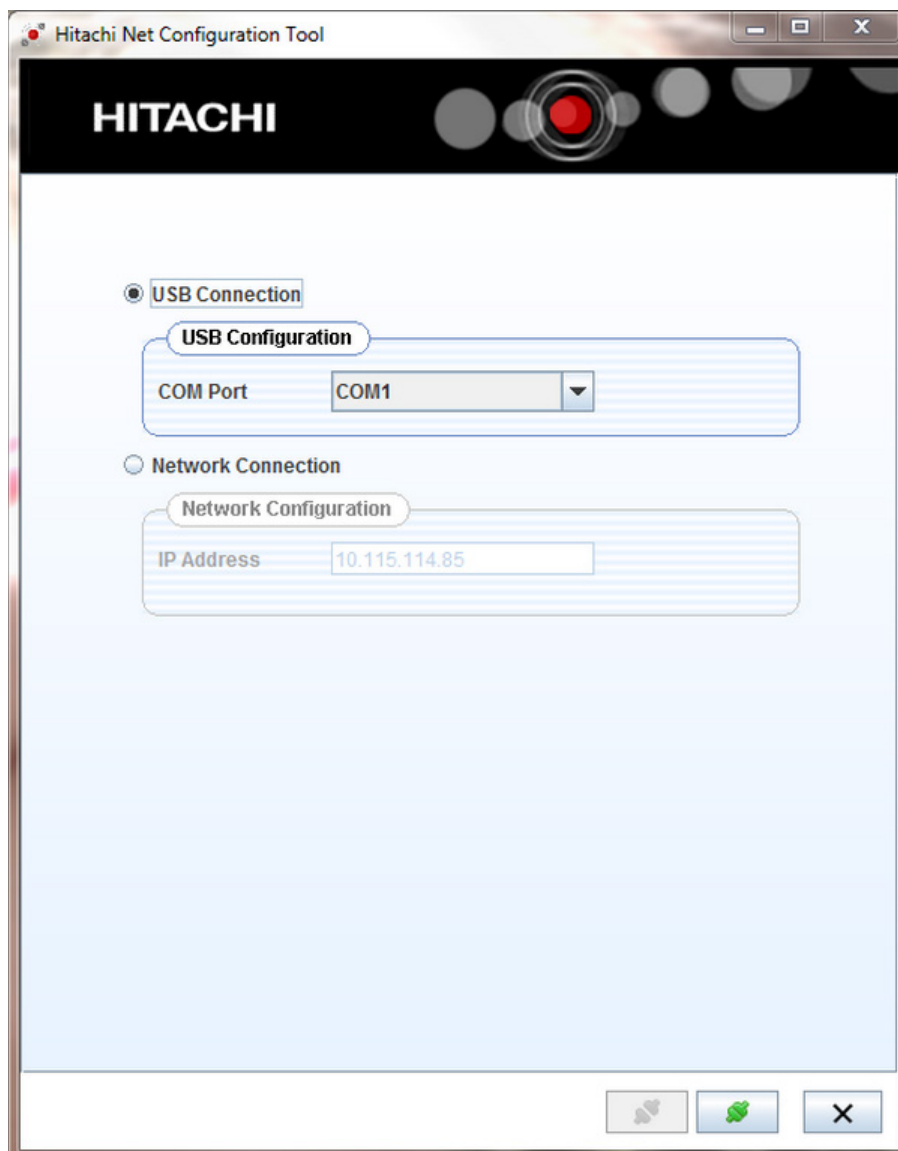 Hitachi Net Configuration Tool
HITACHI
USB Connection
USB Configuration
COM Port COM1
Network Connection
Network Configuration
IP Address 10.115.114.85